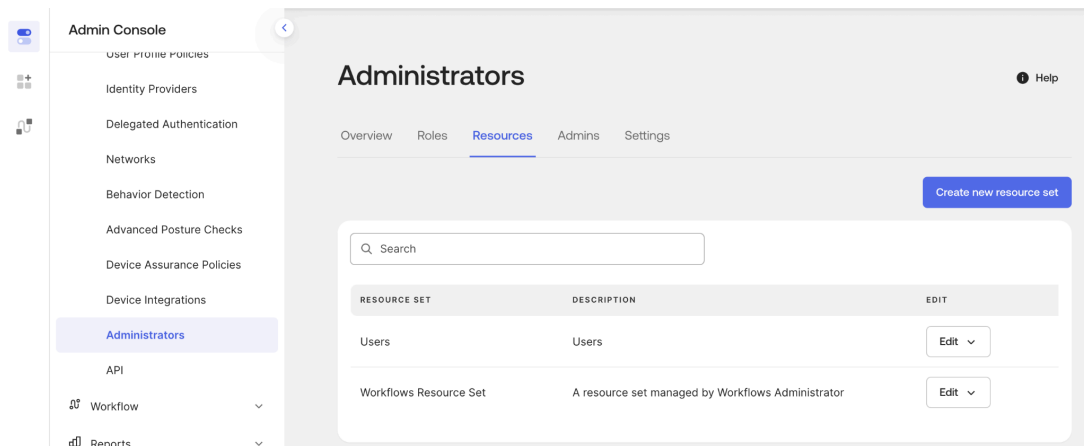 Admin Console
User Profile Policies
Identity Providers
Delegated Authentication
Networks
Behavior Detection
Advanced Posture Checks
Device Assurance Policies
Device Integrations
Administrators
API
Workflow
Reports
Administrators
Help
Overview Roles Resources Admins Settings
Create new resource set
Search
RESOURCE SET DESCRIPTION EDIT
Users Users Edit
Workflows Resource Set A resource set managed by Workflows Administrator Edit